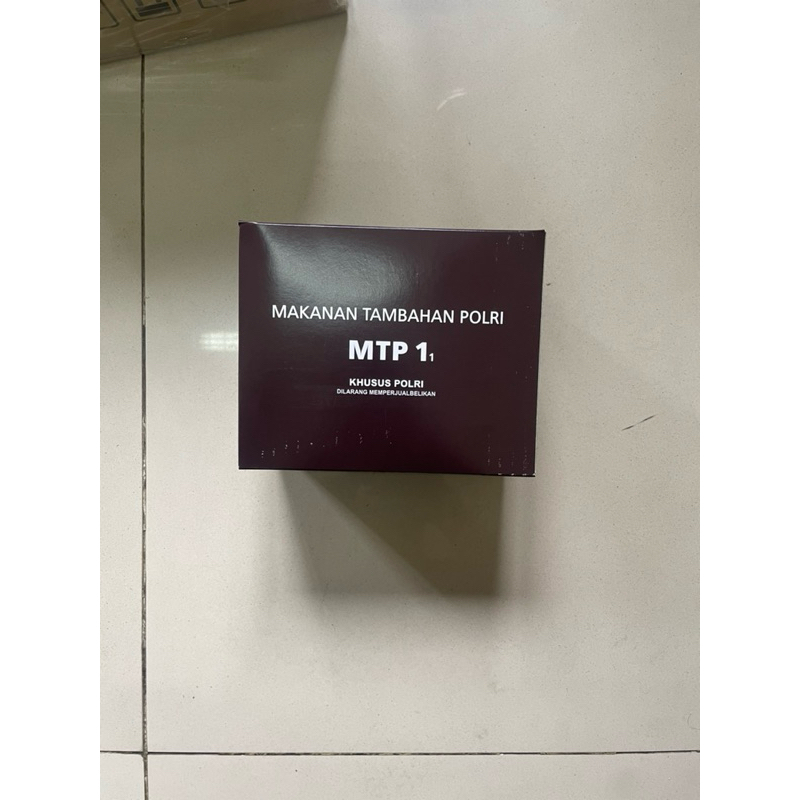 MAKANAN TAMBAHAN POLRI
MTP 1₁
KHUSUS POLRI
DILARANG MEMPERJUALBELIKAN